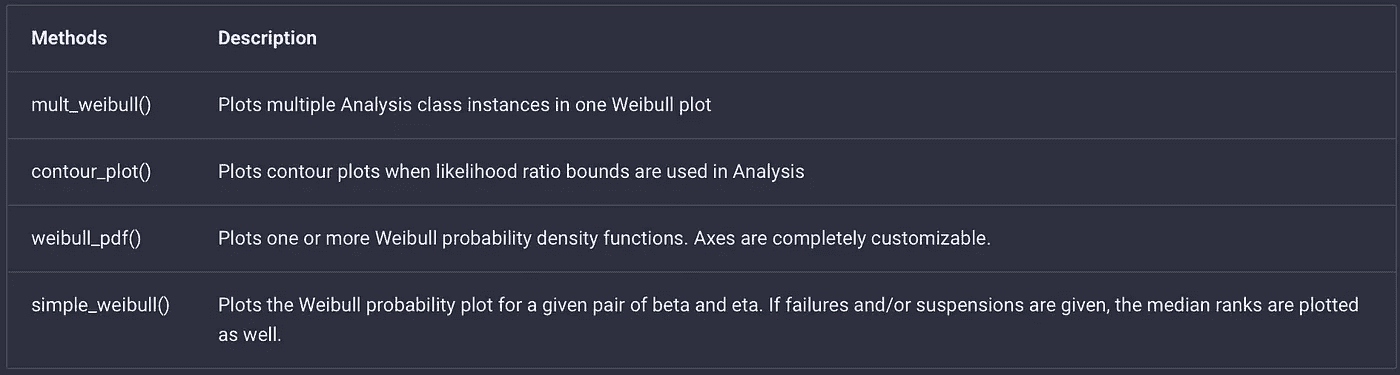 Methods Description
mult_weibull() Plots multiple Analysis class instances in one Weibull plot
contour_plot() Plots contour plots when likelihood ratio bounds are used in Analysis
weibull_pdf() Plots one or more Weibull probability density functions. Axes are completely customizable.
simple_weibull() Plots the Weibull probability plot for a given pair of beta and eta. If failures and/or suspensions are given, the median ranks are plotted
as well.